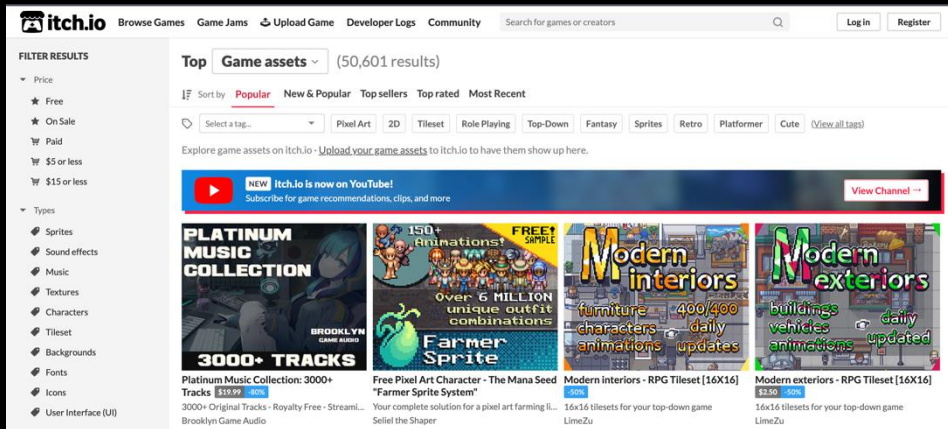 itch.io Browse Games Game Jams Upload Game Developer Logs Community Search for games or creators Log in Register
FILTER RESULTS
Price
Free
On Sale
Paid
$5 or less
$15 or less
Types
Sprites
Sound effects
Music
Textures
Characters
Tileset
Backgrounds
Fonts
Icons
User Interface (UI)
Top Game assets (50,601 results)
Sort by Popular New & Popular Top sellers Top rated Most Recent
Select a tag... Pixel Art 2D Tileset Role Playing Top-Down Fantasy Sprites Retro Platformer Cute (View all tags)
Explore game assets on itch.io · Upload your game assets to itch.io to have them show up here.
NEW itch.io is now on YouTube!
Subscribe for game recommendations, clips, and more
View Channel →
PLATINUM
MUSIC
COLLECTION
BROOKLYN
GAME AUDIO
3000+ TRACKS
Platinum Music Collection: 3000+
Tracks $19.99 -80%
3000+ Original Tracks - Royalty Free - Streami...
Brooklyn Game Audio
150+
Animations!
FREE!
SAMPLE
Over 6 MILLION
unique outfit
combinations
Farmer
Sprite
Free Pixel Art Character - The Mana Seed
"Farmer Sprite System"
Your complete solution for a pixel art farming li...
Seliel the Shaper
Modern
interiors
furniture 400/400
characters daily
animations updates
Modern interiors - RPG Tileset [16X16]
-50%
16x16 tilesets for your top-down game
LimeZu
Modern
exteriors
buildings
vehicles daily
animations updated
Modern exteriors - RPG Tileset [16X16]
$2.50 -50%
16x16 tilesets for your top-down game
LimeZu